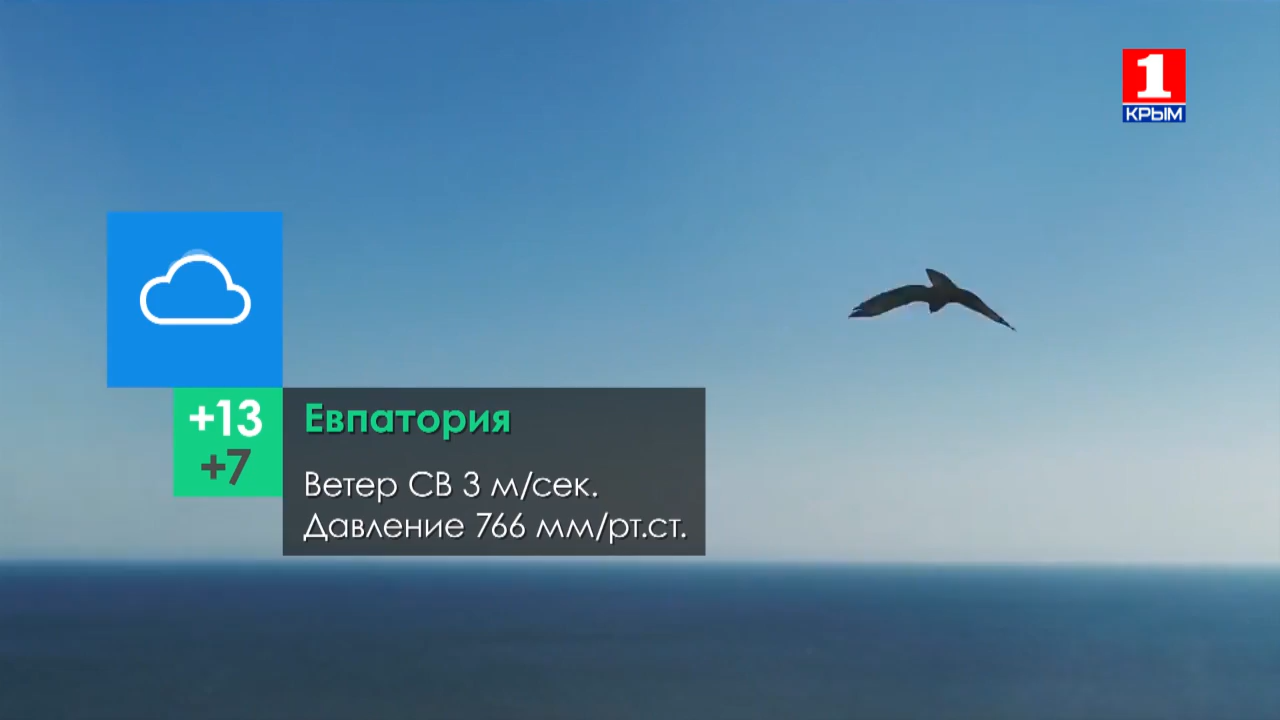 1
КРЫМ
+13
+7
Евпатория
Ветер СВ 3 м/сек.
Давление 766 мм/рт.ст.